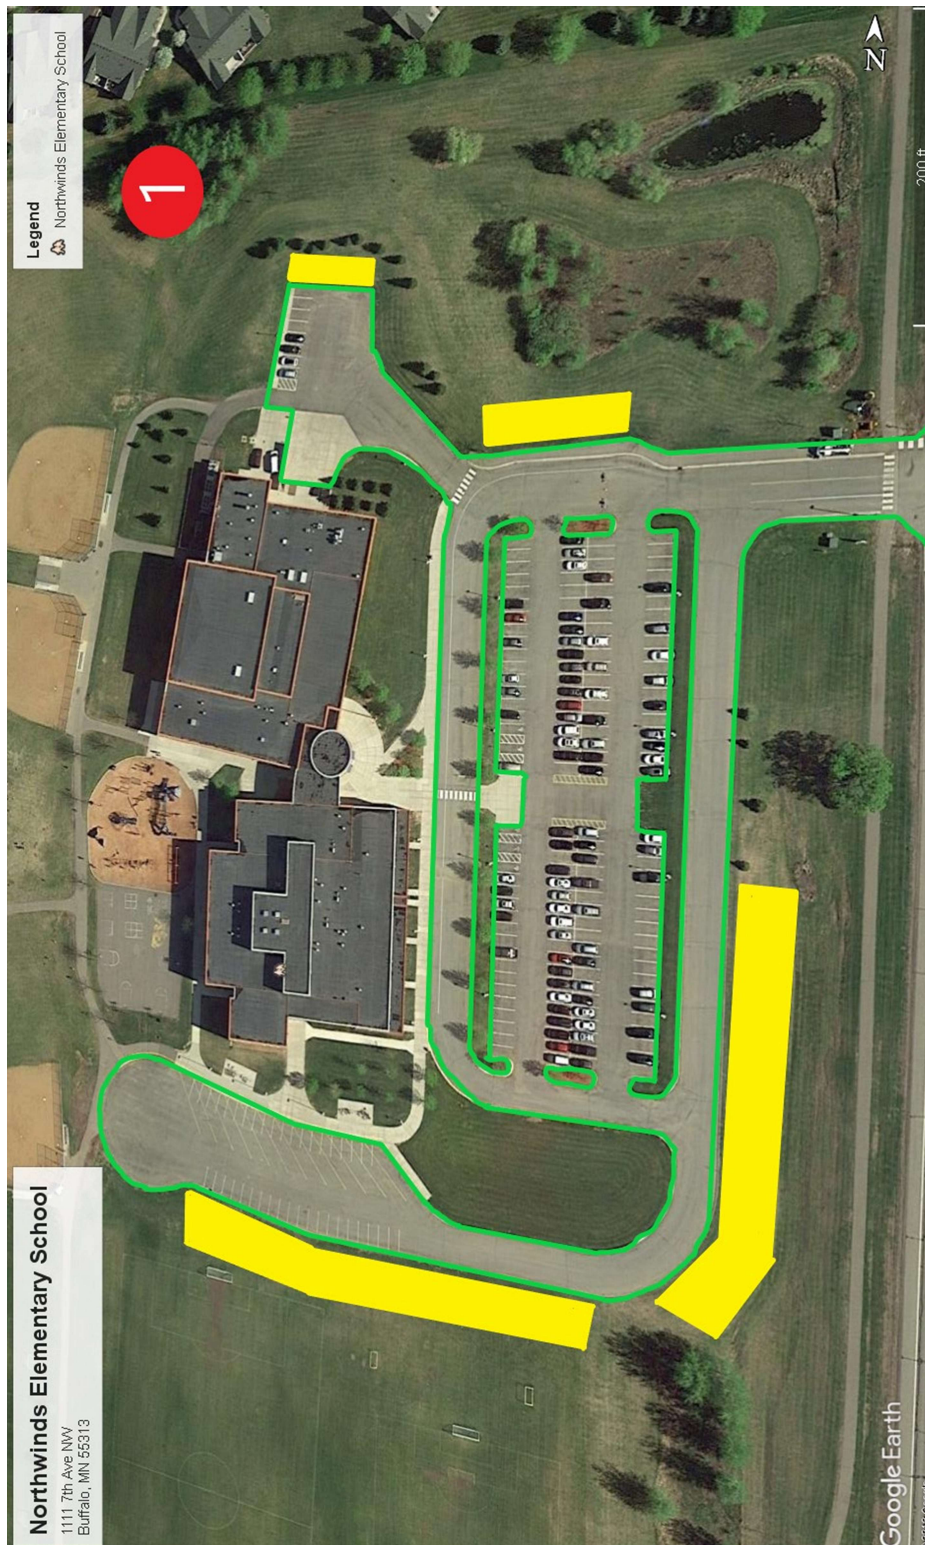 Northwinds Elementary School
1111 7th Ave NW
Buffalo, MN 55313
Legend
Northwinds Elementary School
1
N
200 ft
Google Earth